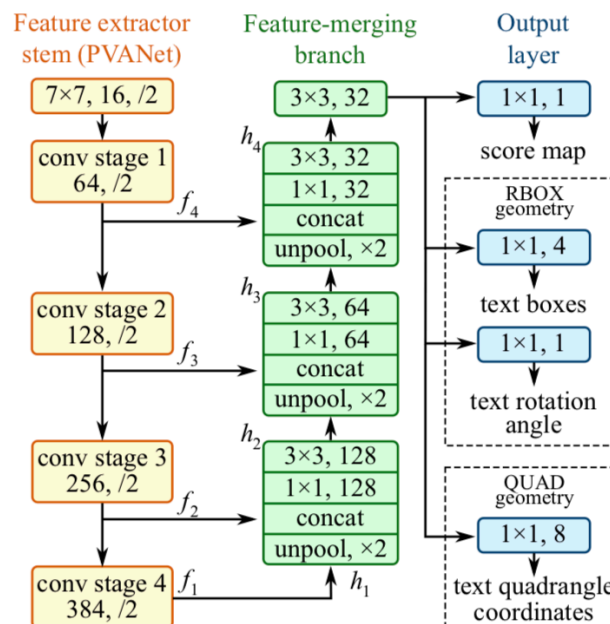 Feature extractor
stem (PVANet)
7×7, 16, /2
conv stage 1
64, /2
f4
conv stage 2
128, /2
f3
conv stage 3
256, /2
f2
conv stage 4
384, /2
f1
Feature-merging
branch
3×3, 32
h4
3×3, 32
1×1, 32
concat
unpool, ×2
h3
3×3, 64
1×1, 64
concat
unpool, ×2
h2
3×3, 128
1×1, 128
concat
unpool, ×2
h1
Output
layer
1×1, 1
score map
RBOX
geometry
1×1, 4
text boxes
1×1, 1
text rotation
angle
QUAD
geometry
1×1, 8
text quadrangle
coordinates